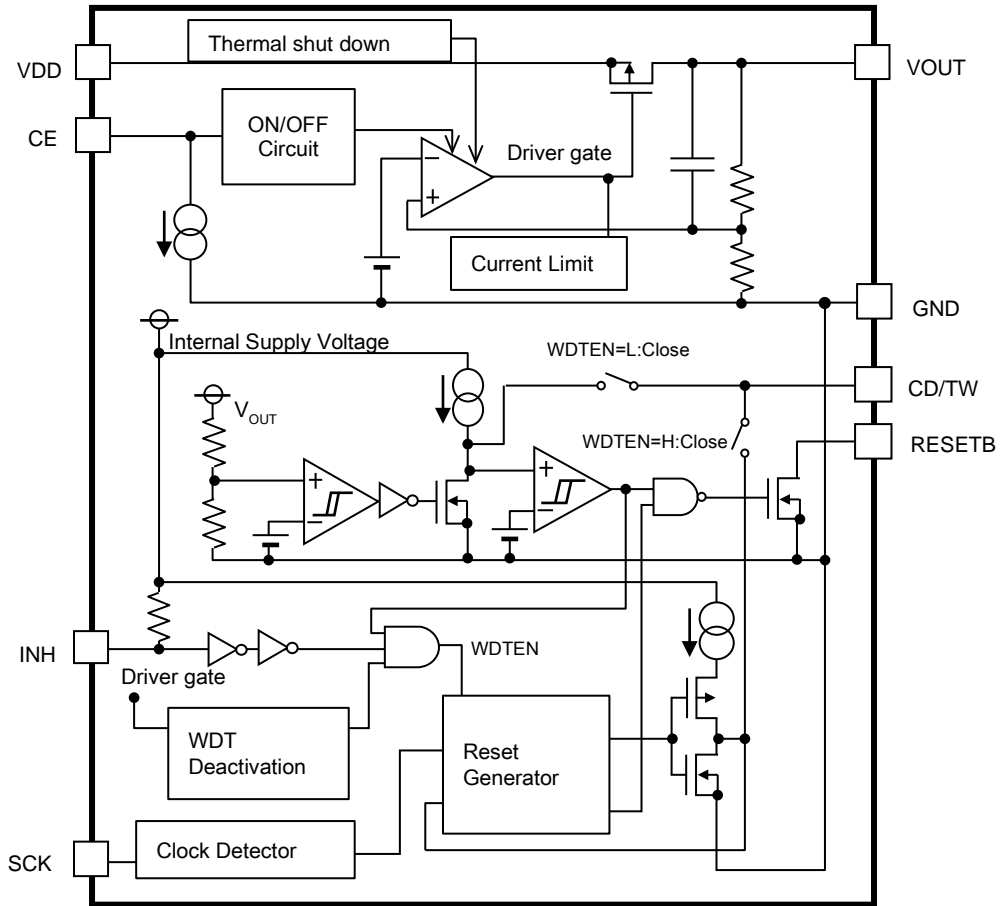 Thermal shut down
VDD
VOUT
CE
ON/OFF
Circuit
−
+
Driver gate
Current Limit
GND
Internal Supply Voltage
WDTEN=L:Close
CD/TW
VOUT
WDTEN=H:Close
RESETB
+
−
+
−
INH
WDTEN
Driver gate
WDT
Deactivation
Reset
Generator
SCK
Clock Detector